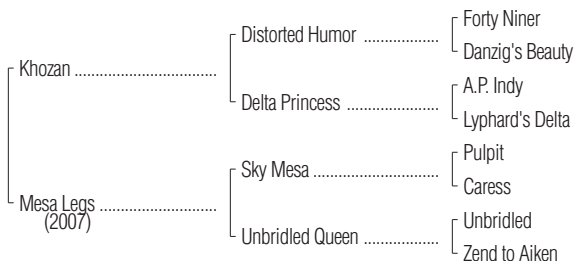 Forty Niner
Distorted Humor ..................
Danzig's Beauty
Khozan .................................
A.P. Indy
Delta Princess ......................
Lyphard's Delta
Pulpit
Sky Mesa ..............................
Caress
Mesa Legs ...........................
(2007)
Unbridled
Unbridled Queen ..................
Zend to Aiken